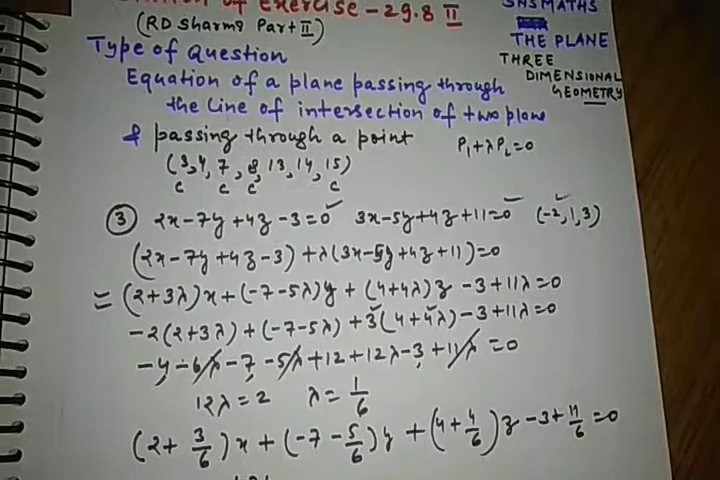 of Exercise - 29.8 II
(RD Sharma Part II)
SHSMATHS
THE PLANE
THREE
DIMENSIONAL
GEOMETRY
Type of Question
Equation of a plane passing through
the line of intersection of two plane
& passing through a point P₁+λP₂=0
(3,4, 7, 8, 13, 14, 15)
c c c c
③ 2x-7y+4z-3=0 3x-5y+4z+11=0 (-2,1,3)
(2x-7y+4z-3)+λ(3x-5y+4z+11)=0
= (2+3λ)x+(-7-5λ)y+(4+4λ)z-3+11λ=0
-2(2+3λ)+(-7-5λ)+3(4+4λ)-3+11λ=0
-4-6λ-7-5λ+12+12λ-3+11λ=0
12λ=2 λ=1/6
(2+3/6)x+(-7-5/6)y+(4+4/6)z-3+11/6=0